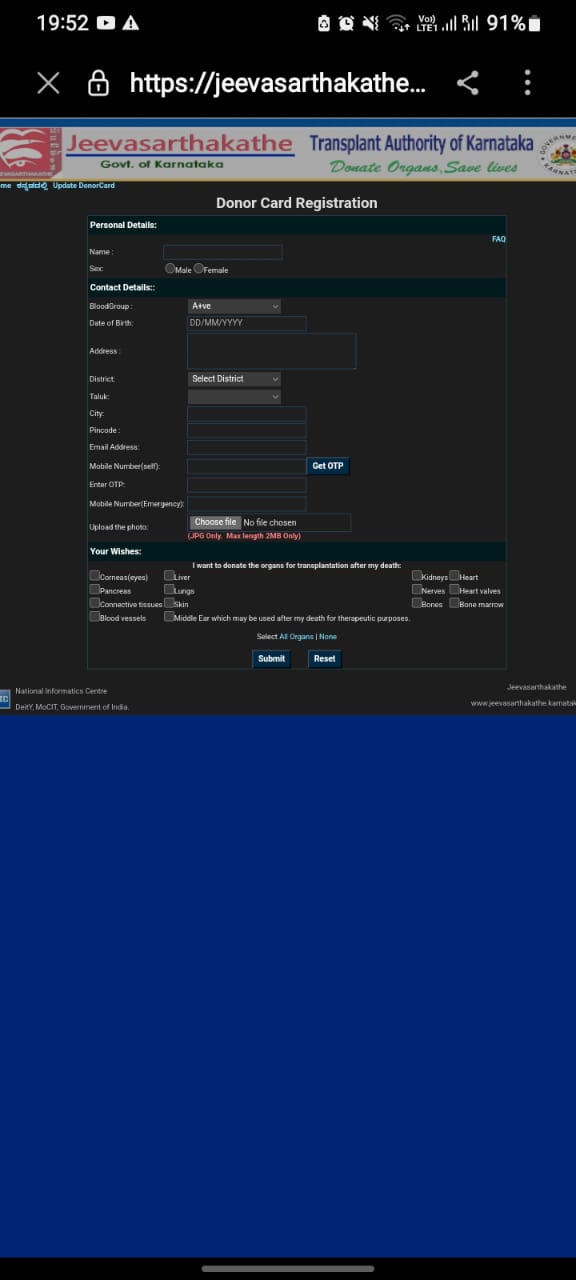 19:52
Vo)) LTE1 R 91%
https://jeevasarthakathe...
Jeevasarthakathe
Govt. of Karnataka
Transplant Authority of Karnataka
Donate Organs, Save lives
me ಕನ್ನಡದಲ್ಲಿ Update DonorCard
Donor Card Registration
Personal Details:
FAQ
Name :
Sex: Male Female
Contact Details::
BloodGroup : A+ve
Date of Birth: DD/MM/YYYY
Address :
District: Select District
Taluk:
City:
Pincode :
Email Address:
Mobile Number(self): Get OTP
Enter OTP:
Mobile Number(Emergency):
Upload the photo: Choose file No file chosen
(JPG Only. Max length 2MB Only)
Your Wishes:
I want to donate the organs for transplantation after my death:
Corneas(eyes) Liver Kidneys Heart
Pancreas Lungs Nerves Heart valves
Connective tissues Skin Bones Bone marrow
Blood vessels Middle Ear which may be used after my death for therapeutic purposes.
Select All Organs | None
Submit Reset
National Informatics Centre
DeitY, MoCIT, Government of India.
Jeevasarthakathe
www.jeevasarthakathe.karnatak